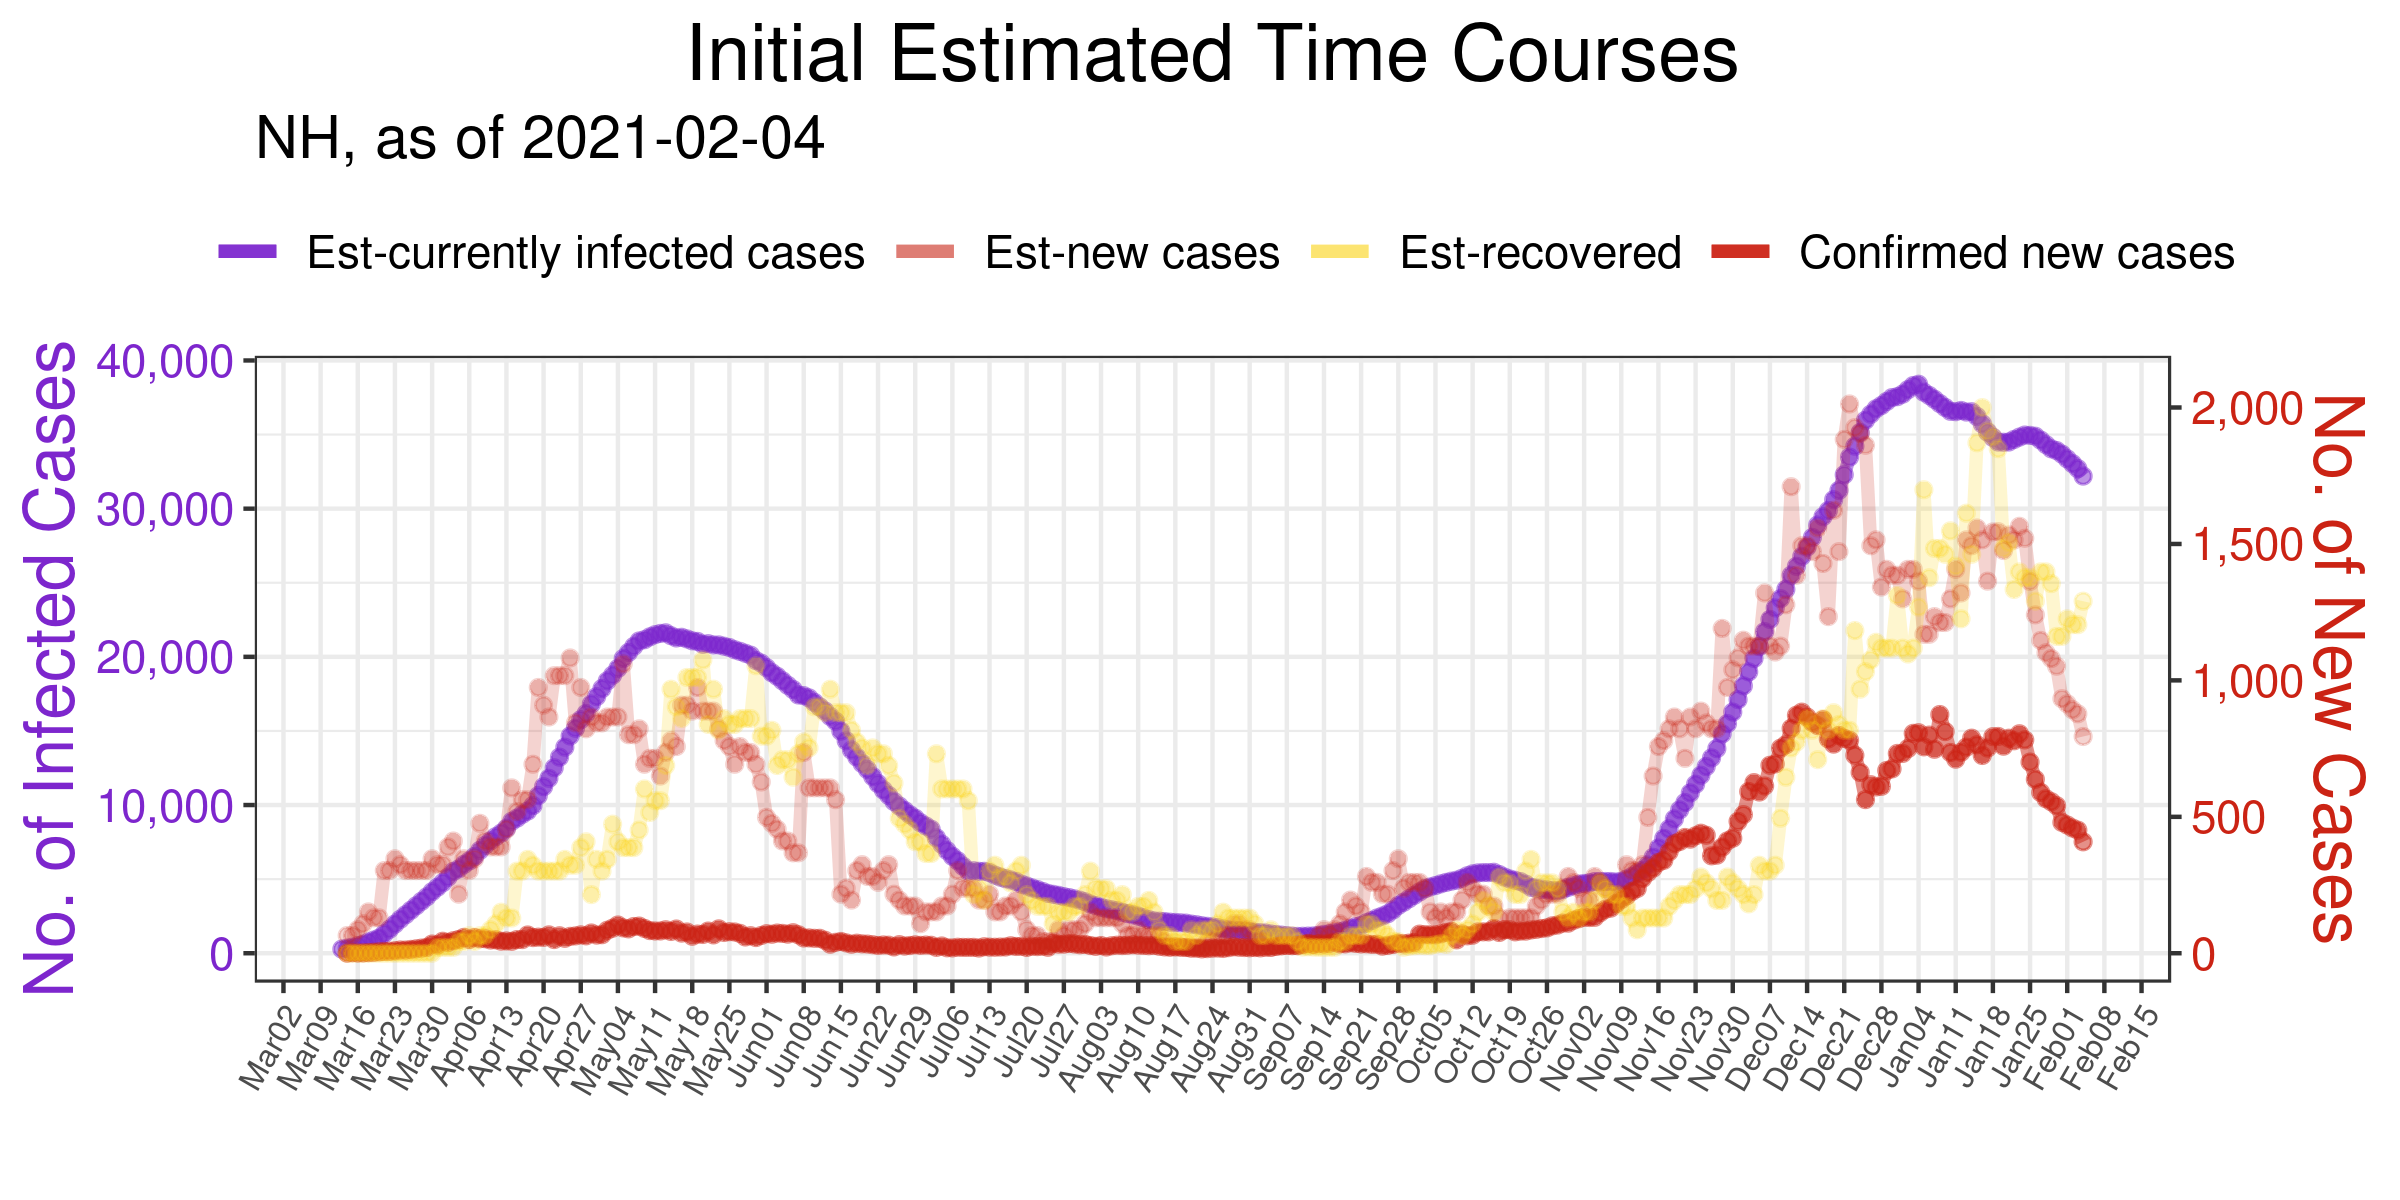 Initial Estimated Time Courses
NH, as of 2021-02-04
Est-currently infected cases Est-new cases Est-recovered Confirmed new cases
No. of Infected Cases
40,000
30,000
20,000
10,000
0
2,000
1,500
1,000
500
0
No. of New Cases
Mar02 Mar09 Mar16 Mar23 Mar30 Apr06 Apr13 Apr20 Apr27 May04 May11 May18 May25 Jun01 Jun08 Jun15 Jun22 Jun29 Jul06 Jul13 Jul20 Jul27 Aug03 Aug10 Aug17 Aug24 Aug31 Sep07 Sep14 Sep21 Sep28 Oct05 Oct12 Oct19 Oct26 Nov02 Nov09 Nov16 Nov23 Nov30 Dec07 Dec14 Dec21 Dec28 Jan04 Jan11 Jan18 Jan25 Feb01 Feb08 Feb15